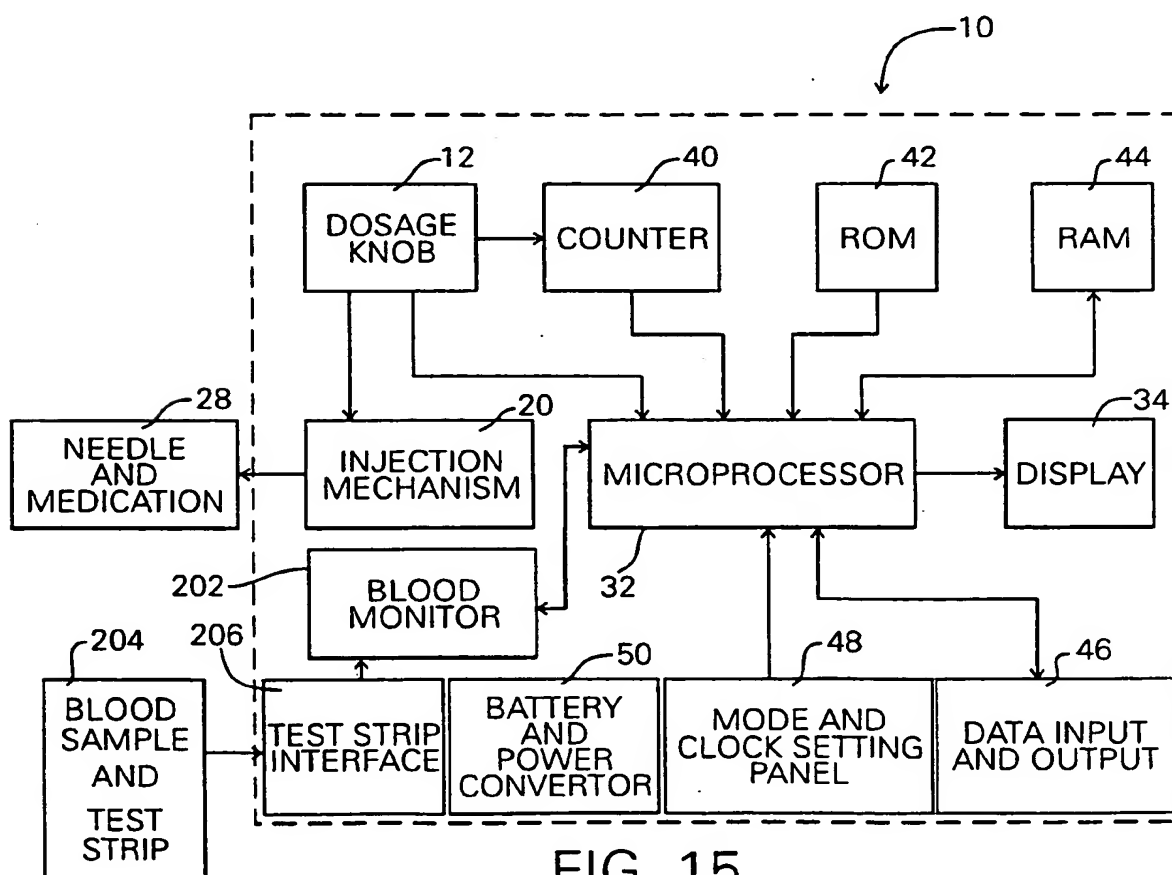 10
12
40
42
44
DOSAGE
KNOB
COUNTER
ROM
RAM
28
20
34
NEEDLE
AND
MEDICATION
INJECTION
MECHANISM
MICROPROCESSOR
DISPLAY
202
BLOOD
MONITOR
32
204
206
50
48
46
BLOOD
SAMPLE
AND
TEST
STRIP
TEST STRIP
INTERFACE
BATTERY
AND
POWER
CONVERTOR
MODE AND
CLOCK SETTING
PANEL
DATA INPUT
AND OUTPUT
FIG. 15